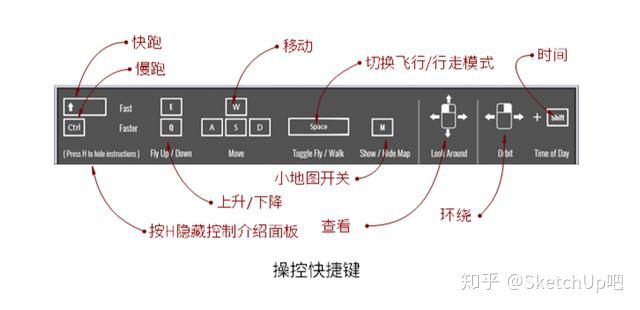 快跑
移动
时间
慢跑
切换飞行/行走模式
Fast
E
W
Ctrl
Faster
Q
A
S
D
Space
M
+
Shift
( Press H to hide instructions )
Fly Up / Down
Move
Toggle Fly / Walk
Show / Hide Map
Look Around
Orbit
Time of Day
小地图开关
上升/下降
查看
环绕
按H隐藏控制介绍面板
操控快捷键
知乎 @SketchUp吧